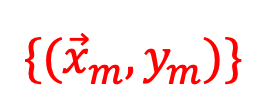 {(x⃗ₘ, yₘ)}